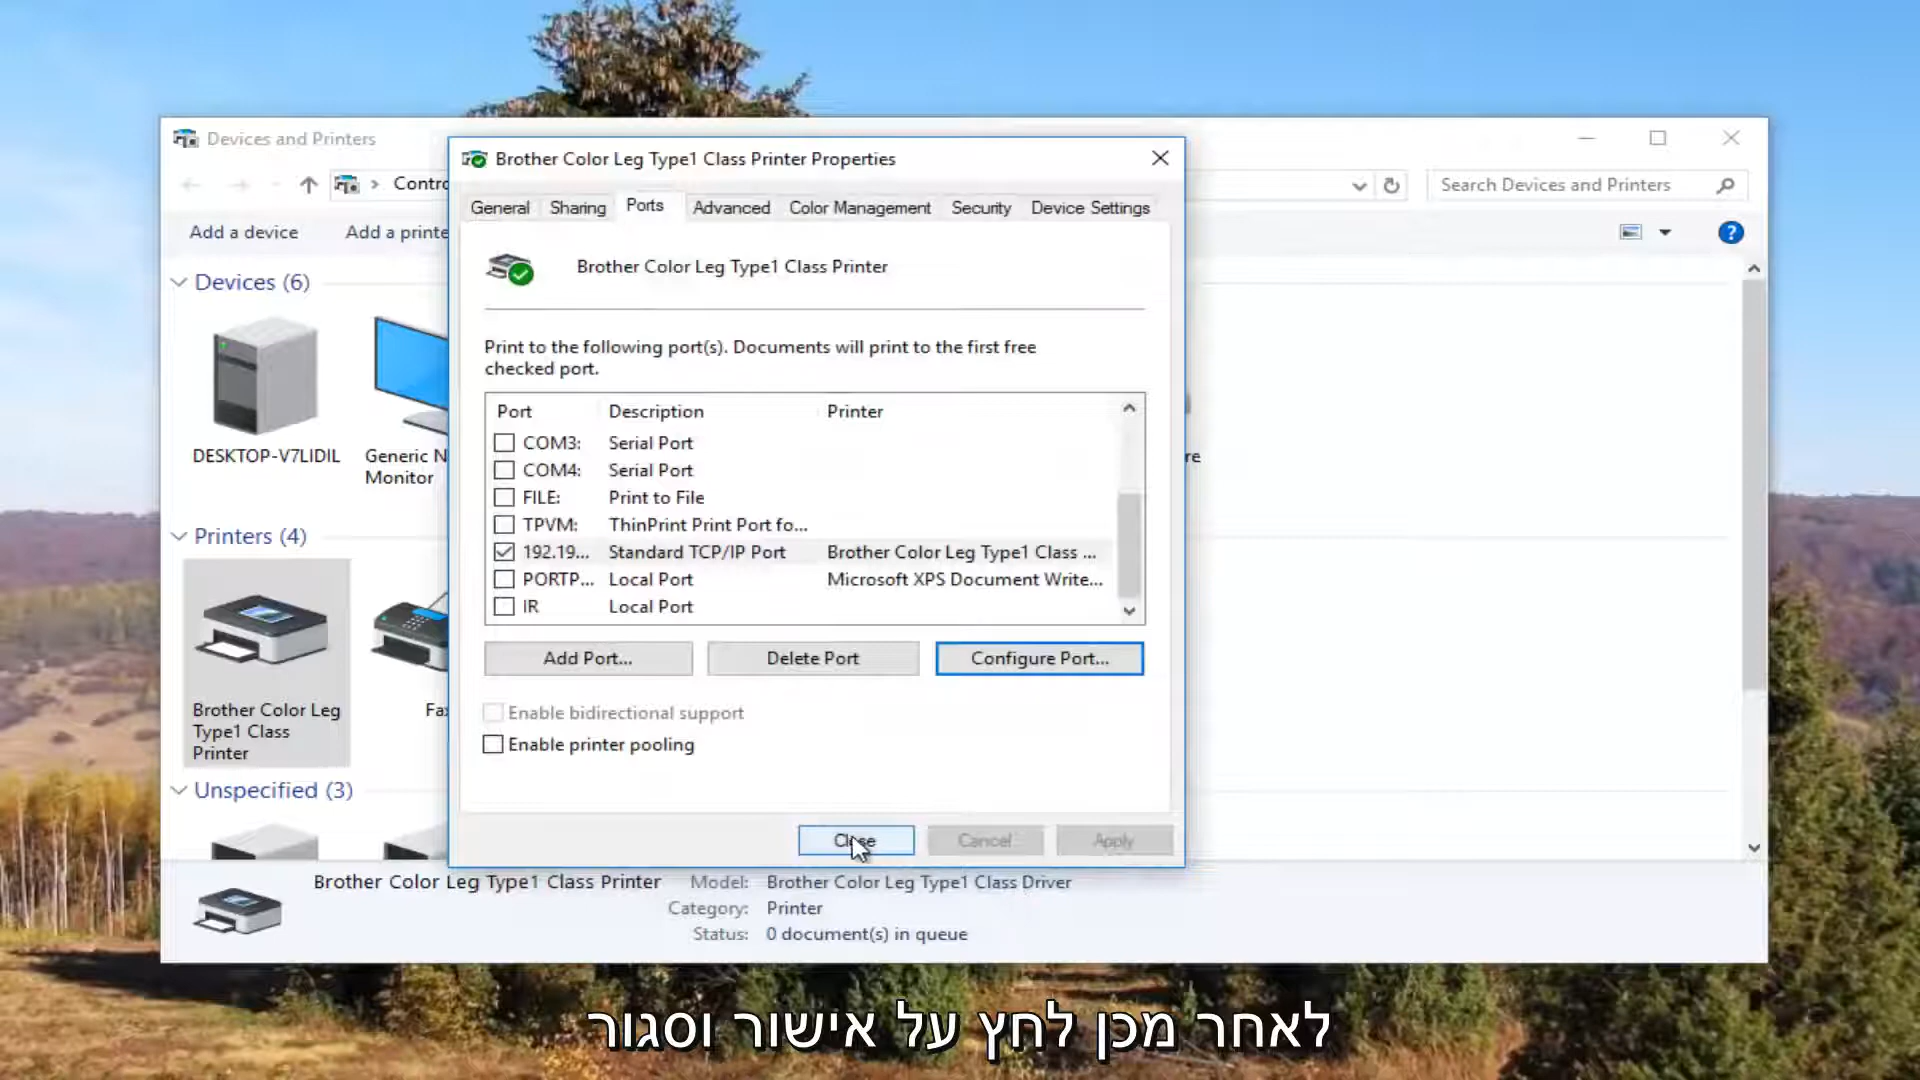 Devices and Printers
Brother Color Leg Type1 Class Printer Properties
Search Devices and Printers
General Sharing Ports Advanced Color Management Security Device Settings
Add a device
Devices (6)
Brother Color Leg Type1 Class Printer
Print to the following port(s). Documents will print to the first free
checked port.
Port Description Printer
COM3: Serial Port
COM4: Serial Port
FILE: Print to File
TPVM: ThinPrint Print Port fo...
192.19... Standard TCP/IP Port Brother Color Leg Type1 Class ...
PORTP... Local Port Microsoft XPS Document Write...
IR Local Port
Add Port... Delete Port Configure Port...
Enable bidirectional support
Enable printer pooling
Close Cancel Apply
DESKTOP-V7LIDIL
Generic
Monitor
Printers (4)
Brother Color Leg
Type1 Class
Printer
Unspecified (3)
Brother Color Leg Type1 Class Printer Model: Brother Color Leg Type1 Class Driver
Category: Printer
Status: 0 document(s) in queue
לאחר מכן לחץ על אישור וסגור